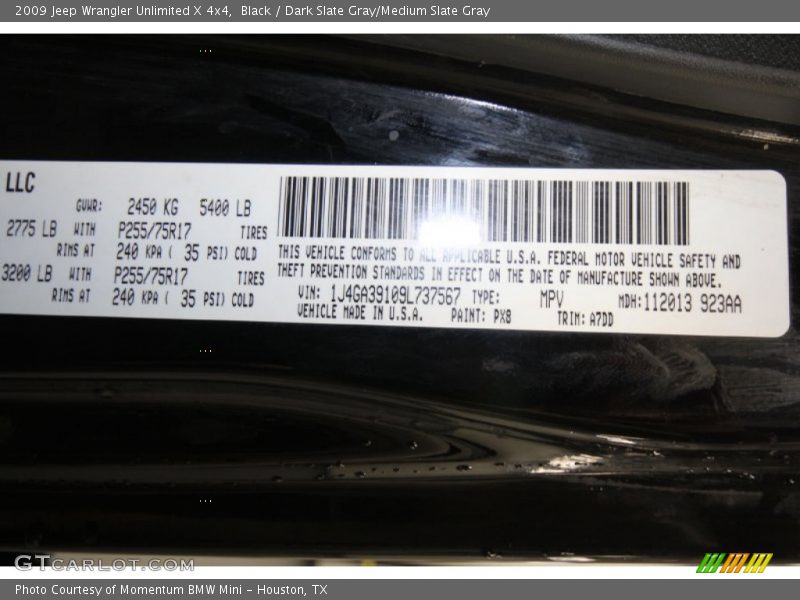 2009 Jeep Wrangler Unlimited X 4x4,  Black / Dark Slate Gray/Medium Slate Gray
LLC
GVWR: 2450 KG 5400 LB
2775 LB WITH P255/75R17 TIRES
RIMS AT 240 KPA ( 35 PSI) COLD
3200 LB WITH P255/75R17 TIRES
RIMS AT 240 KPA ( 35 PSI) COLD
THIS VEHICLE CONFORMS TO ALL APPLICABLE U.S.A. FEDERAL MOTOR VEHICLE SAFETY AND
THEFT PREVENTION STANDARDS IN EFFECT ON THE DATE OF MANUFACTURE SHOWN ABOVE.
VIN: 1J4GA39109L737567 TYPE: MPV MDH:112013 923AA
VEHICLE MADE IN U.S.A. PAINT: PX8 TRIM: A7DD
GTCARLOT.COM
Photo Courtesy of Momentum BMW Mini - Houston, TX